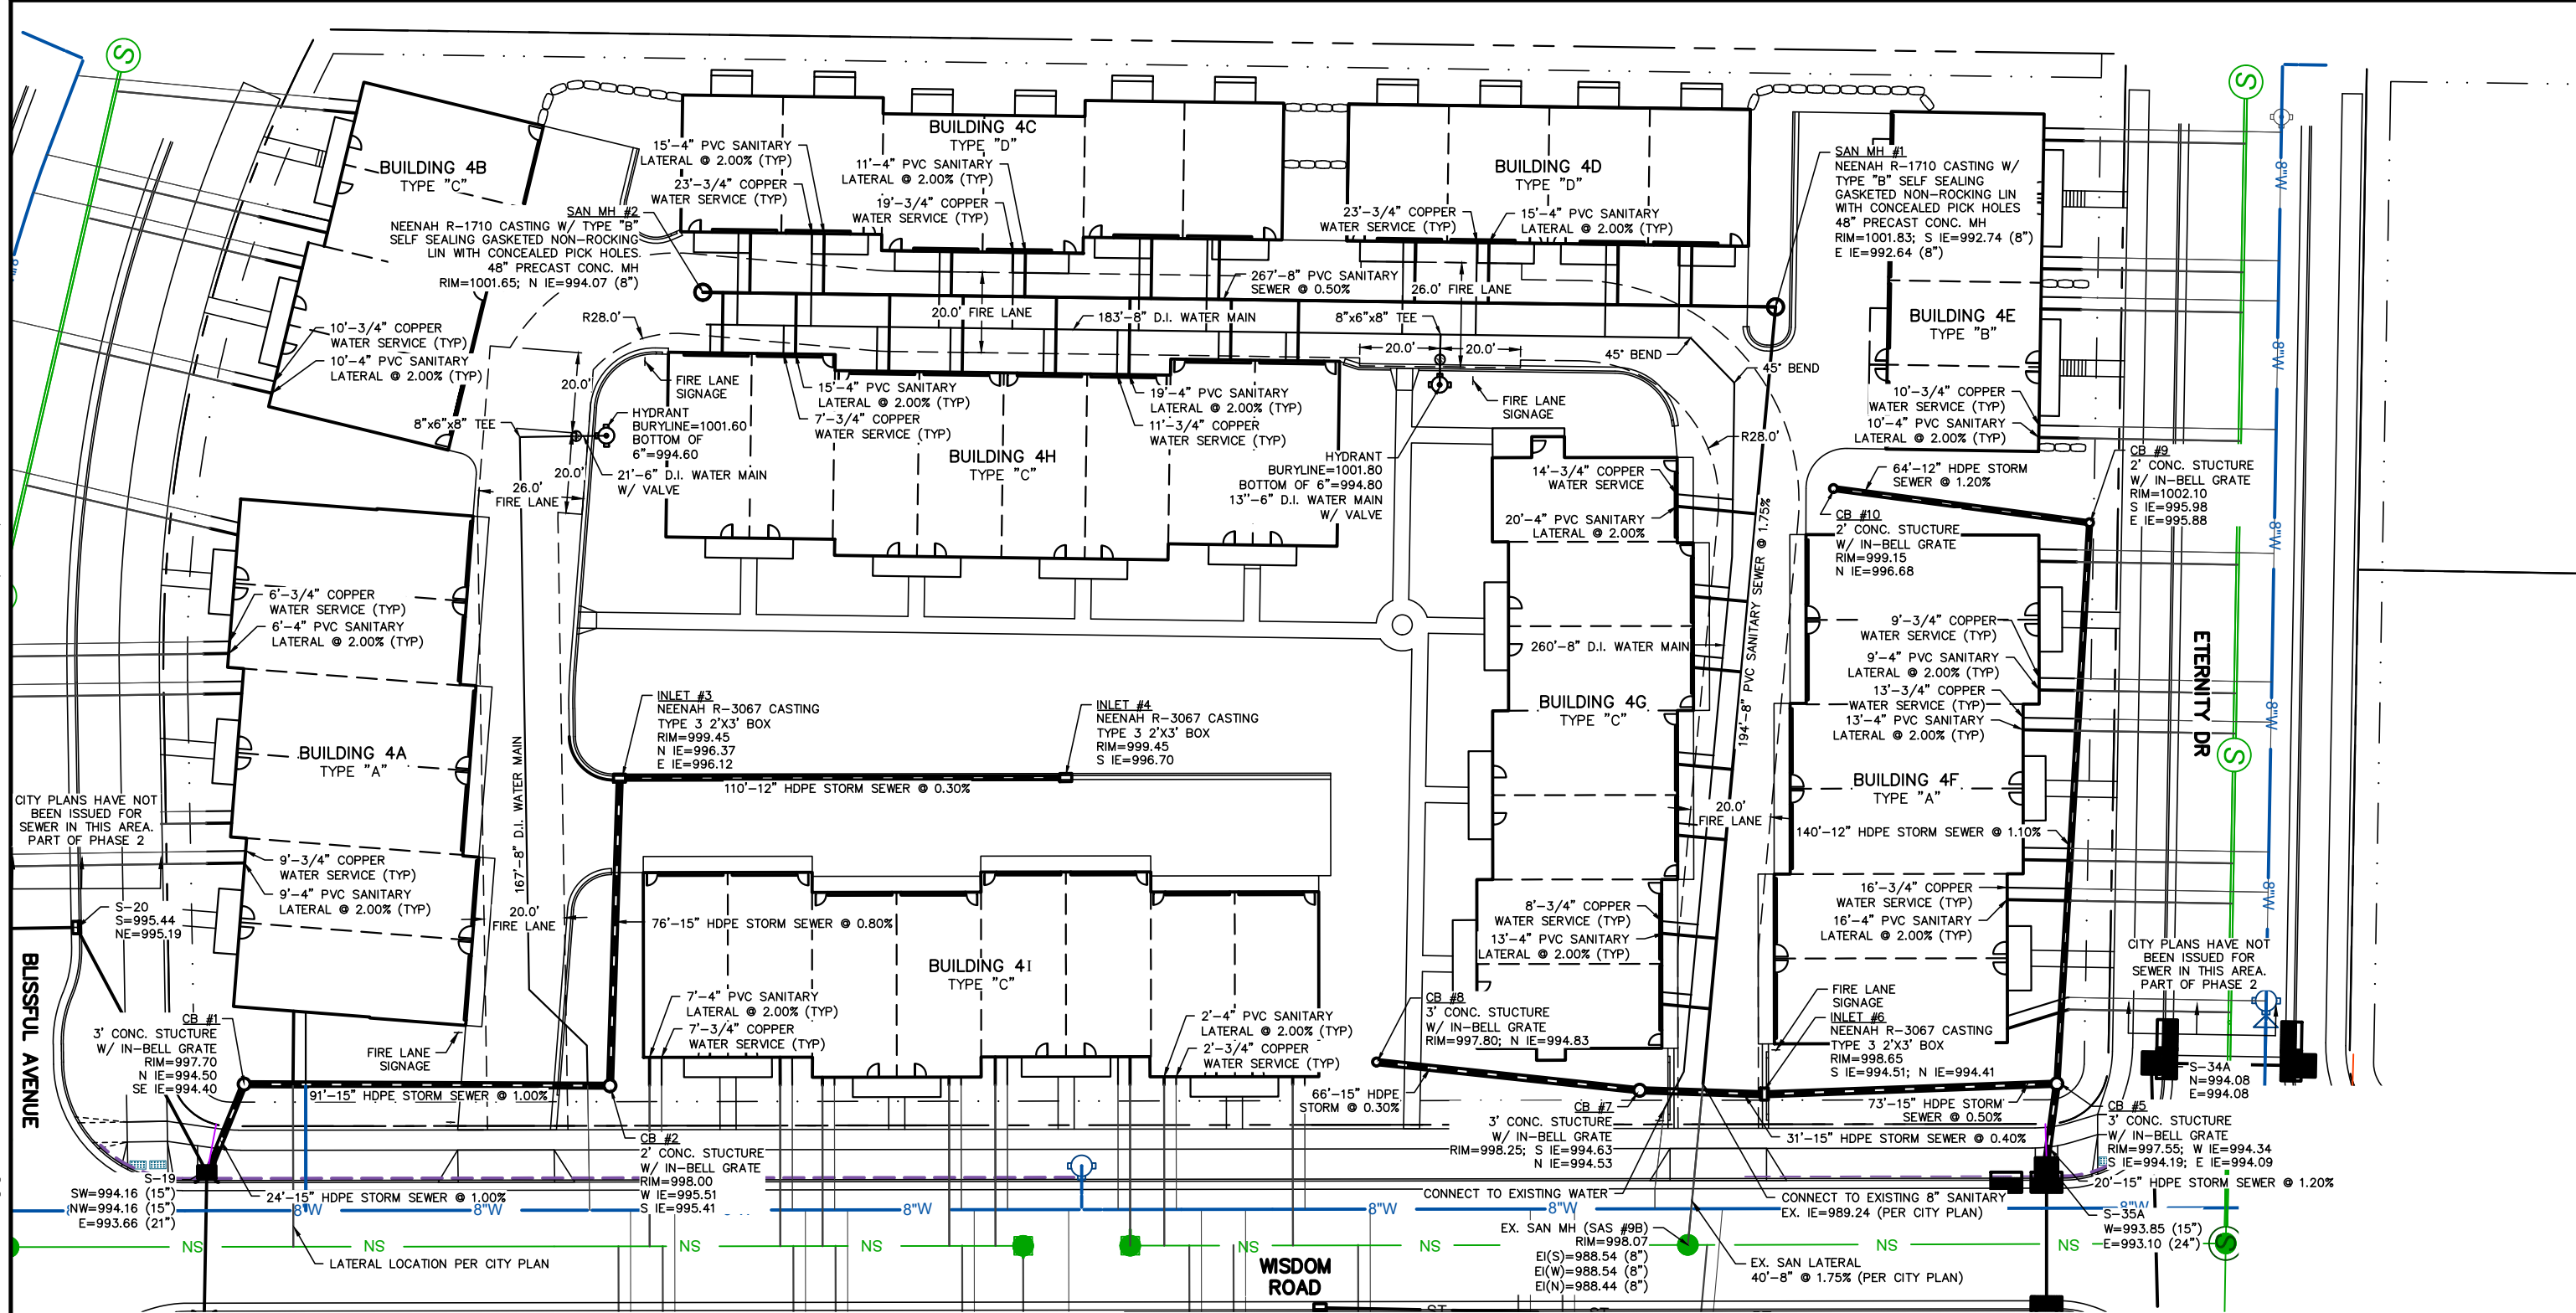 BUILDING 4B
TYPE "C"
SAN MH #2
NEENAH R-1710 CASTING W/ TYPE "B"
SELF SEALING GASKETED NON-ROCKING
LIN WITH CONCEALED PICK HOLES.
48" PRECAST CONC. MH
RIM=1001.65; N IE=994.07 (8")
10'-3/4" COPPER
WATER SERVICE (TYP)
10'-4" PVC SANITARY
LATERAL @ 2.00% (TYP)
8"x6"x8" TEE
15'-4" PVC SANITARY
LATERAL @ 2.00% (TYP)
23'-3/4" COPPER
WATER SERVICE (TYP)
BUILDING 4C
TYPE "D"
11'-4" PVC SANITARY
LATERAL @ 2.00% (TYP)
19'-3/4" COPPER
WATER SERVICE (TYP)
BUILDING 4D
TYPE "D"
23'-3/4" COPPER
WATER SERVICE (TYP)
15'-4" PVC SANITARY
LATERAL @ 2.00% (TYP)
267'-8" PVC SANITARY
SEWER @ 0.50%
26.0' FIRE LANE
20.0' FIRE LANE
183'-8" D.I. WATER MAIN
8"x6"x8" TEE
R28.0'
20.0'
20.0'
45° BEND
45° BEND
SAN MH #1
NEENAH R-1710 CASTING W/
TYPE "B" SELF SEALING
GASKETED NON-ROCKING LIN
WITH CONCEALED PICK HOLES
48" PRECAST CONC. MH
RIM=1001.83; S IE=992.74 (8")
E IE=992.64 (8")
BUILDING 4E
TYPE "B"
10'-3/4" COPPER
WATER SERVICE (TYP)
10'-4" PVC SANITARY
LATERAL @ 2.00% (TYP)
20.0'
FIRE LANE
SIGNAGE
HYDRANT
BURYLINE=1001.60
BOTTOM OF
6"=994.60
20.0'
21'-6" D.I. WATER MAIN
W/ VALVE
26.0'
FIRE LANE
15'-4" PVC SANITARY
LATERAL @ 2.00% (TYP)
7'-3/4" COPPER
WATER SERVICE (TYP)
BUILDING 4H
TYPE "C"
19'-4" PVC SANITARY
LATERAL @ 2.00% (TYP)
11'-3/4" COPPER
WATER SERVICE (TYP)
HYDRANT
BURYLINE=1001.80
BOTTOM OF 6"=994.80
13''-6" D.I. WATER MAIN
W/ VALVE
FIRE LANE
SIGNAGE
R28.0'
14'-3/4" COPPER
WATER SERVICE
20'-4" PVC SANITARY
LATERAL @ 2.00%
64'-12" HDPE STORM
SEWER @ 1.20%
CB #9
2' CONC. STUCTURE
W/ IN-BELL GRATE
RIM=1002.10
S IE=995.98
E IE=995.88
CB #10
2' CONC. STUCTURE
W/ IN-BELL GRATE
RIM=999.15
N IE=996.68
6'-3/4" COPPER
WATER SERVICE (TYP)
6'-4" PVC SANITARY
LATERAL @ 2.00% (TYP)
BUILDING 4A
TYPE "A"
167'-8" D.I. WATER MAIN
INLET #3
NEENAH R-3067 CASTING
TYPE 3 2'X3' BOX
RIM=999.45
N IE=996.37
E IE=996.12
INLET #4
NEENAH R-3067 CASTING
TYPE 3 2'X3' BOX
RIM=999.45
S IE=996.70
110'-12" HDPE STORM SEWER @ 0.30%
260'-8" D.I. WATER MAIN
BUILDING 4G
TYPE "C"
194'-8" PVC SANITARY SEWER @ 1.75%
9'-3/4" COPPER
WATER SERVICE (TYP)
9'-4" PVC SANITARY
LATERAL @ 2.00% (TYP)
13'-3/4" COPPER
WATER SERVICE (TYP)
13'-4" PVC SANITARY
LATERAL @ 2.00% (TYP)
BUILDING 4F
TYPE "A"
140'-12" HDPE STORM SEWER @ 1.10%
20.0'
FIRE LANE
ETERNITY DR
CITY PLANS HAVE NOT
BEEN ISSUED FOR
SEWER IN THIS AREA.
PART OF PHASE 2
9'-3/4" COPPER
WATER SERVICE (TYP)
9'-4" PVC SANITARY
LATERAL @ 2.00% (TYP)
S-20
S=995.44
NE=995.19
20.0'
FIRE LANE
76'-15" HDPE STORM SEWER @ 0.80%
BUILDING 4I
TYPE "C"
7'-4" PVC SANITARY
LATERAL @ 2.00% (TYP)
7'-3/4" COPPER
WATER SERVICE (TYP)
2'-4" PVC SANITARY
LATERAL @ 2.00% (TYP)
2'-3/4" COPPER
WATER SERVICE (TYP)
8'-3/4" COPPER
WATER SERVICE (TYP)
13'-4" PVC SANITARY
LATERAL @ 2.00% (TYP)
16'-3/4" COPPER
WATER SERVICE (TYP)
16'-4" PVC SANITARY
LATERAL @ 2.00% (TYP)
CITY PLANS HAVE NOT
BEEN ISSUED FOR
SEWER IN THIS AREA.
PART OF PHASE 2
BLISSFUL AVENUE
CB #1
3' CONC. STUCTURE
W/ IN-BELL GRATE
RIM=997.70
N IE=994.50
SE IE=994.40
FIRE LANE
SIGNAGE
91'-15" HDPE STORM SEWER @ 1.00%
CB #8
3' CONC. STUCTURE
W/ IN-BELL GRATE
RIM=997.80; N IE=994.83
66'-15" HDPE
STORM @ 0.30%
FIRE LANE
SIGNAGE
INLET #6
NEENAH R-3067 CASTING
TYPE 3 2'X3' BOX
RIM=998.65
S IE=994.51; N IE=994.41
73'-15" HDPE STORM
SEWER @ 0.50%
S-34A
N=994.08
E=994.08
CB #2
2' CONC. STUCTURE
W/ IN-BELL GRATE
RIM=998.00
W IE=995.51
S IE=995.41
CB #7
3' CONC. STUCTURE
W/ IN-BELL GRATE
RIM=998.25; S IE=994.63
N IE=994.53
31'-15" HDPE STORM SEWER @ 0.40%
CB #5
3' CONC. STUCTURE
W/ IN-BELL GRATE
RIM=997.55; W IE=994.34
S IE=994.19; E IE=994.09
20'-15" HDPE STORM SEWER @ 1.20%
S-19
SW=994.16 (15")
NW=994.16 (15")
E=993.66 (21")
24'-15" HDPE STORM SEWER @ 1.00%
CONNECT TO EXISTING WATER
CONNECT TO EXISTING 8" SANITARY
EX. IE=989.24 (PER CITY PLAN)
S-35A
W=993.85 (15")
E=993.10 (24")
8"W
8"W
8"W
8"W
8"W
8"W
8"W
8"W
8"W
8"W
8"W
8"W
EX. SAN MH (SAS #9B)
RIM=998.07
EI(S)=988.54 (8")
EI(W)=988.54 (8")
EI(N)=988.44 (8")
NS
NS
NS
NS
NS
NS
NS
NS
S
S
S
S
LATERAL LOCATION PER CITY PLAN
WISDOM
ROAD
EX. SAN LATERAL
40'-8" @ 1.75% (PER CITY PLAN)